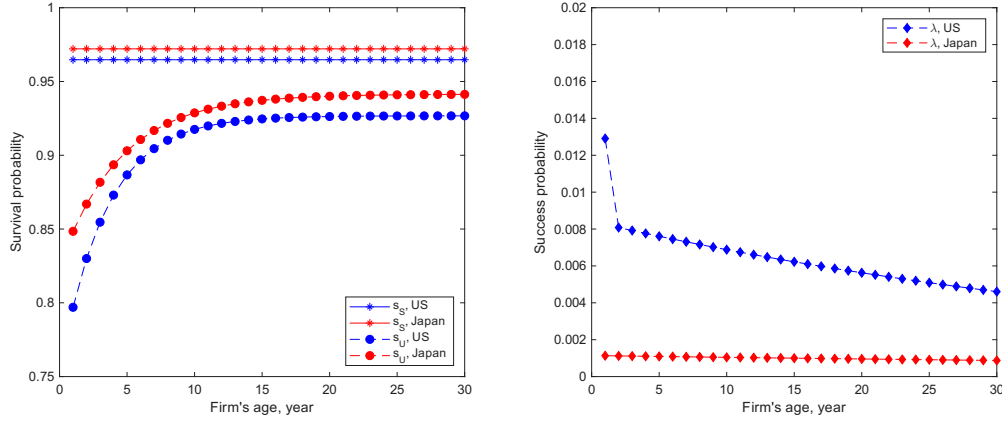 1
0.95
0.9
0.85
0.8
0.75
Survival probability
0 5 10 15 20 25 30
Firm's age, year
s_S, US
s_S, Japan
s_U, US
s_U, Japan
0.02
0.018
0.016
0.014
0.012
0.01
0.008
0.006
0.004
0.002
0
Success probability
0 5 10 15 20 25 30
Firm's age, year
λ, US
λ, Japan